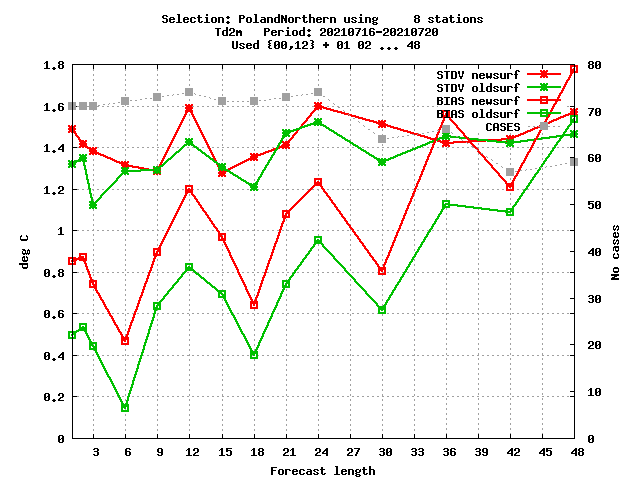 Selection: PolandNorthern using 8 stations
Td2m Period: 20210716-20210720
Used {00,12} + 01 02 ... 48
STDV newsurf
STDV oldsurf
BIAS newsurf
BIAS oldsurf
CASES
deg C
1.8
1.6
1.4
1.2
1
0.8
0.6
0.4
0.2
0
No cases
80
70
60
50
40
30
20
10
0
3 6 9 12 15 18 21 24 27 30 33 36 39 42 45 48
Forecast length